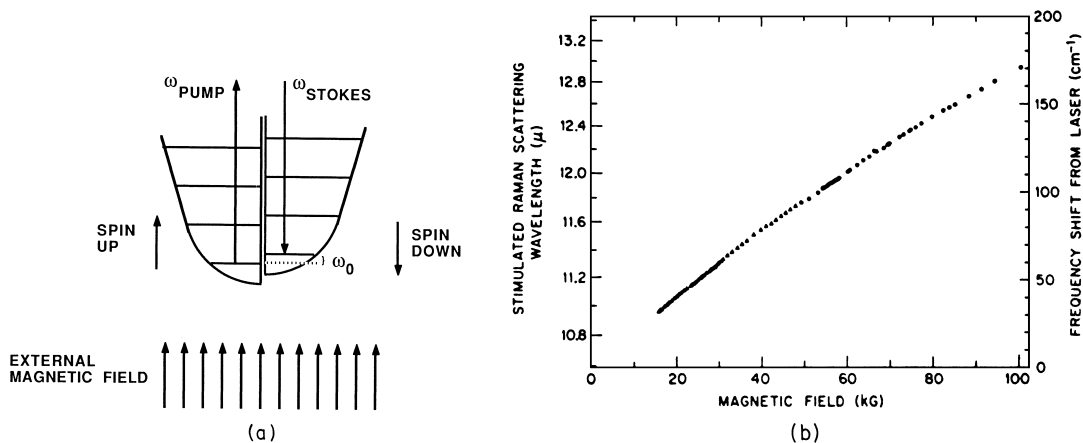 ω PUMP
ω STOKES
SPIN
UP
SPIN
DOWN
ω0
EXTERNAL
MAGNETIC FIELD
(a)
STIMULATED RAMAN SCATTERING
WAVELENGTH (μ)
13.2
12.8
12.4
12.0
11.6
11.2
10.8
0 20 40 60 80 100
MAGNETIC FIELD (kG)
200
150
100
50
0
FREQUENCY SHIFT FROM LASER (cm⁻¹)
(b)